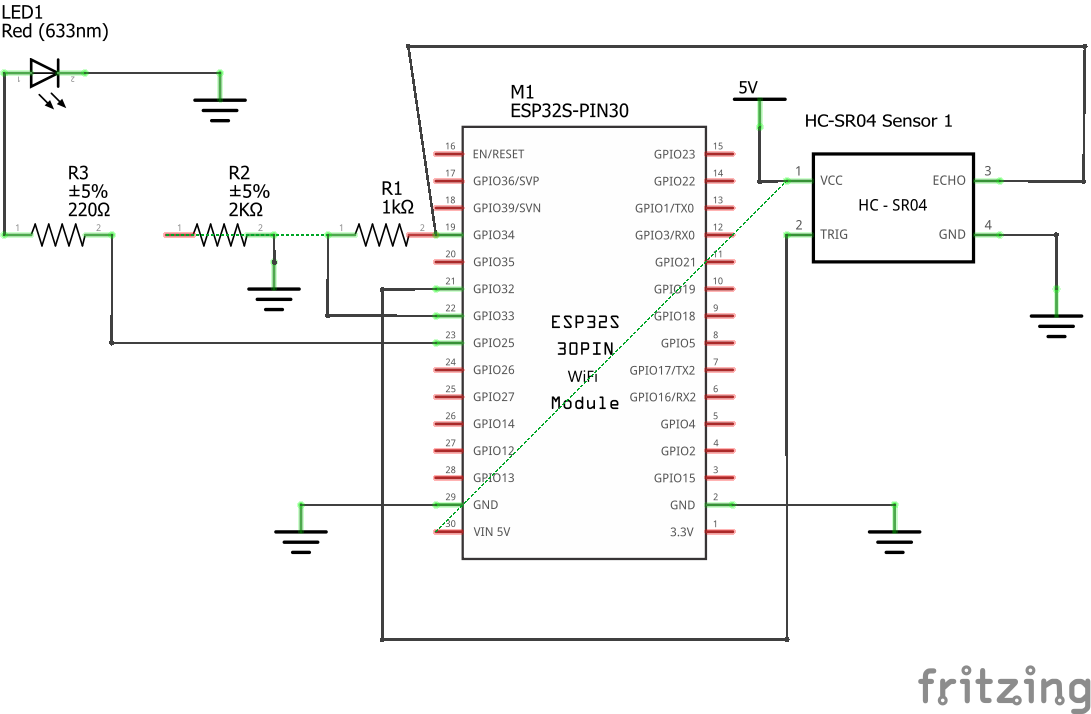 LED1
Red (633nm)
1
2
R3
±5%
220Ω
1
2
R2
±5%
2KΩ
1
2
R1
1kΩ
1
2
M1
ESP32S-PIN30
16 EN/RESET
17 GPIO36/SVP
18 GPIO39/SVN
19 GPIO34
20 GPIO35
21 GPIO32
22 GPIO33
23 GPIO25
24 GPIO26
25 GPIO27
26 GPIO14
27 GPIO12
28 GPIO13
29 GND
30 VIN 5V
ESP32S
30PIN
WiFi
Module
GPIO23 15
GPIO22 14
GPIO1/TX0 13
GPIO3/RX0 12
GPIO21 11
GPIO19 10
GPIO18 9
GPIO5 8
GPIO17/TX2 7
GPIO16/RX2 6
GPIO4 5
GPIO2 4
GPIO15 3
GND 2
3.3V 1
5V
HC-SR04 Sensor 1
1 VCC
2 TRIG
HC - SR04
ECHO 3
GND 4
fritzing